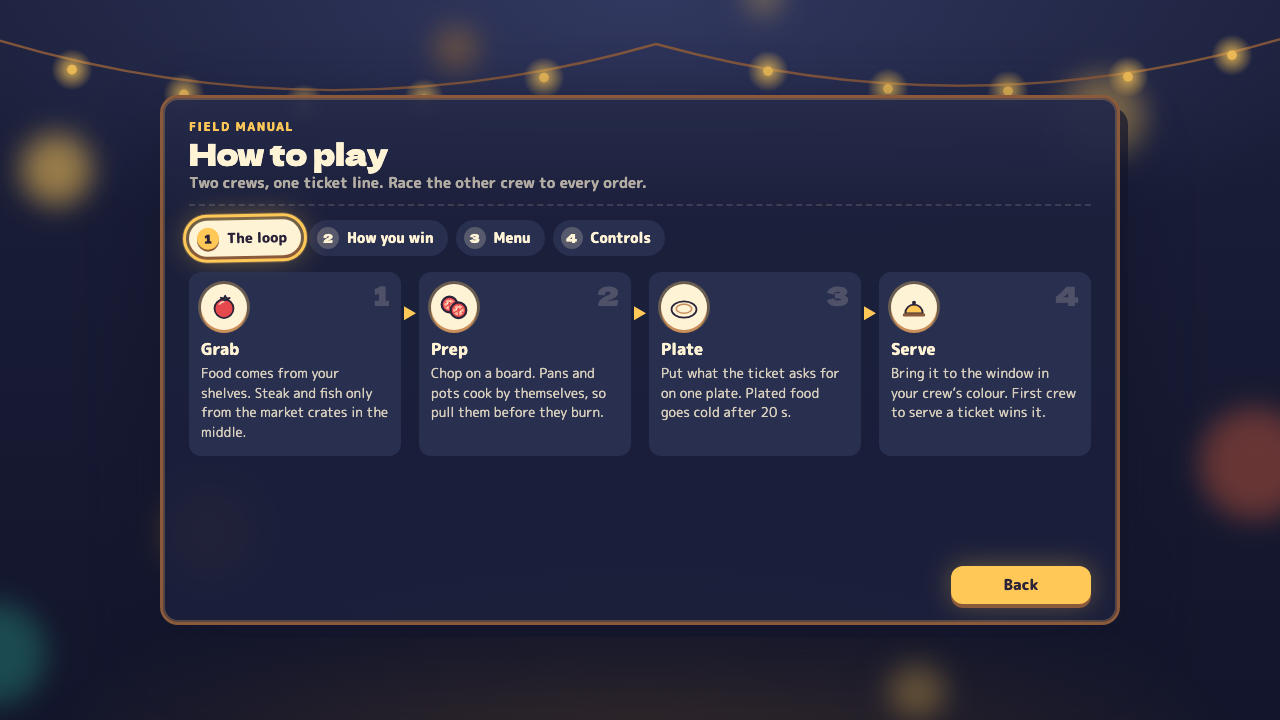 FIELD MANUAL
How to play
Two crews, one ticket line. Race the other crew to every order.
1 The loop
2 How you win
3 Menu
4 Controls
1
Grab
Food comes from your
shelves. Steak and fish only
from the market crates in the
middle.
2
Prep
Chop on a board. Pans and
pots cook by themselves, so
pull them before they burn.
3
Plate
Put what the ticket asks for
on one plate. Plated food
goes cold after 20 s.
4
Serve
Bring it to the window in
your crew's colour. First crew
to serve a ticket wins it.
Back